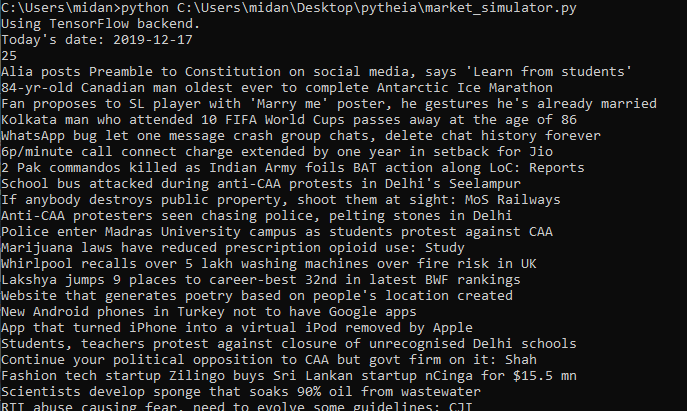 C:\Users\midan>python C:\Users\midan\Desktop\pytheia\market_simulator.py
Using TensorFlow backend.
Today's date: 2019-12-17
25
Alia posts Preamble to Constitution on social media, says 'Learn from students'
84-yr-old Canadian man oldest ever to complete Antarctic Ice Marathon
Fan proposes to SL player with 'Marry me' poster, he gestures he's already married
Kolkata man who attended 10 FIFA World Cups passes away at the age of 86
WhatsApp bug let one message crash group chats, delete chat history forever
6p/minute call connect charge extended by one year in setback for Jio
2 Pak commandos killed as Indian Army foils BAT action along LoC: Reports
School bus attacked during anti-CAA protests in Delhi's Seelampur
If anybody destroys public property, shoot them at sight: MoS Railways
Anti-CAA protesters seen chasing police, pelting stones in Delhi
Police enter Madras University campus as students protest against CAA
Marijuana laws have reduced prescription opioid use: Study
Whirlpool recalls over 5 lakh washing machines over fire risk in UK
Lakshya jumps 9 places to career-best 32nd in latest BWF rankings
Website that generates poetry based on people's location created
New Android phones in Turkey not to have Google apps
App that turned iPhone into a virtual iPod removed by Apple
Students, teachers protest against closure of unrecognised Delhi schools
Continue your political opposition to CAA but govt firm on it: Shah
Fashion tech startup Zilingo buys Sri Lankan startup nCinga for $15.5 mn
Scientists develop sponge that soaks 90% oil from wastewater
RTI abuse causing fear, need to evolve some guidelines: CJI